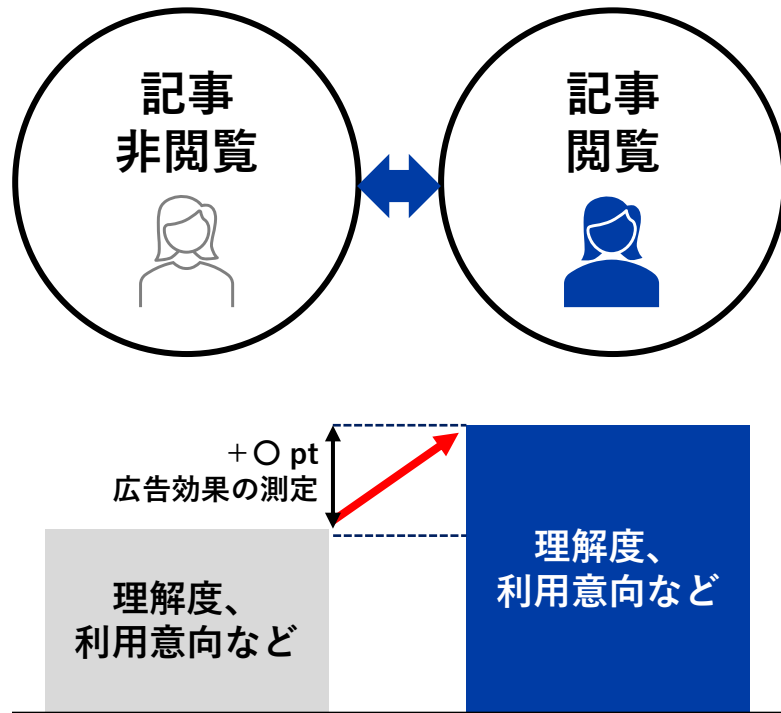 記事
非閲覧
記事
閲覧
+〇 pt
広告効果の測定
理解度、
利用意向など
理解度、
利用意向など